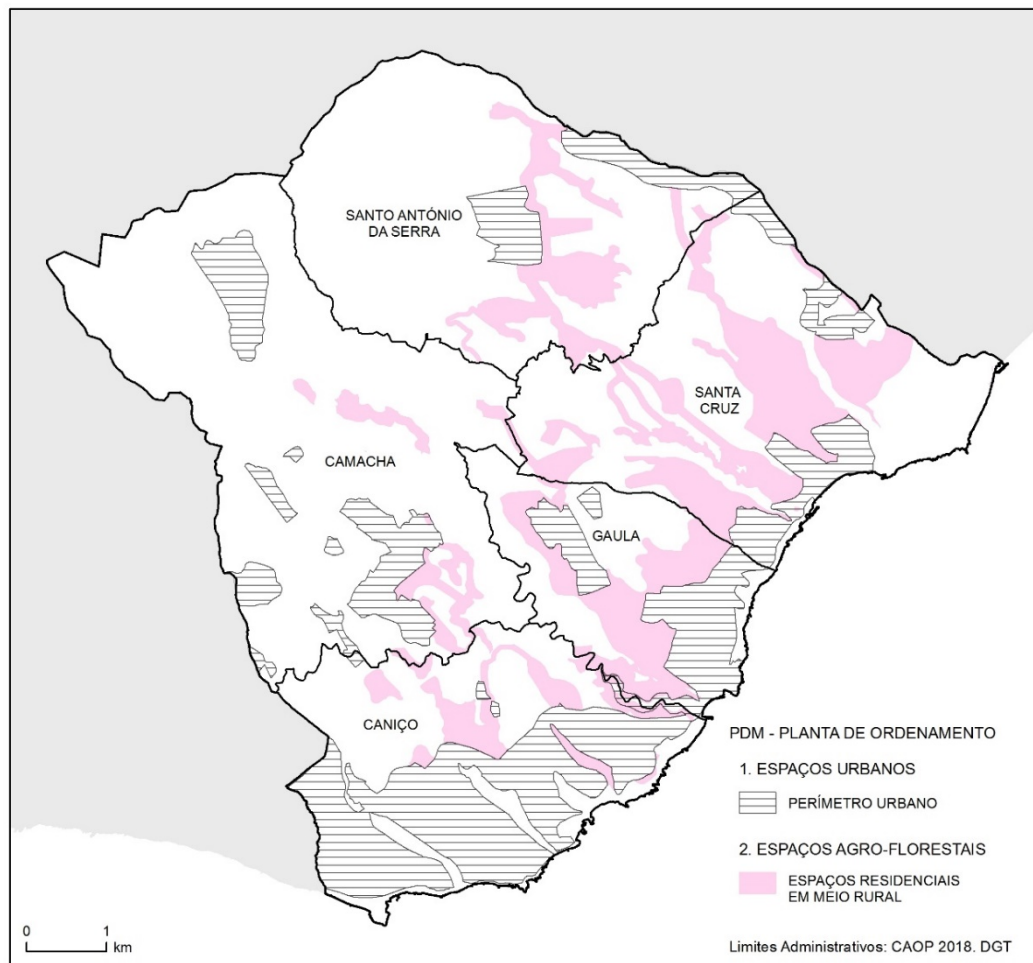 SANTO ANTÓNIO
DA SERRA
SANTA
CRUZ
CAMACHA
GAULA
CANIÇO
PDM - PLANTA DE ORDENAMENTO
1. ESPAÇOS URBANOS
PERÍMETRO URBANO
2. ESPAÇOS AGRO-FLORESTAIS
ESPAÇOS RESIDENCIAIS
EM MEIO RURAL
0 1
km
Limites Administrativos: CAOP 2018. DGT